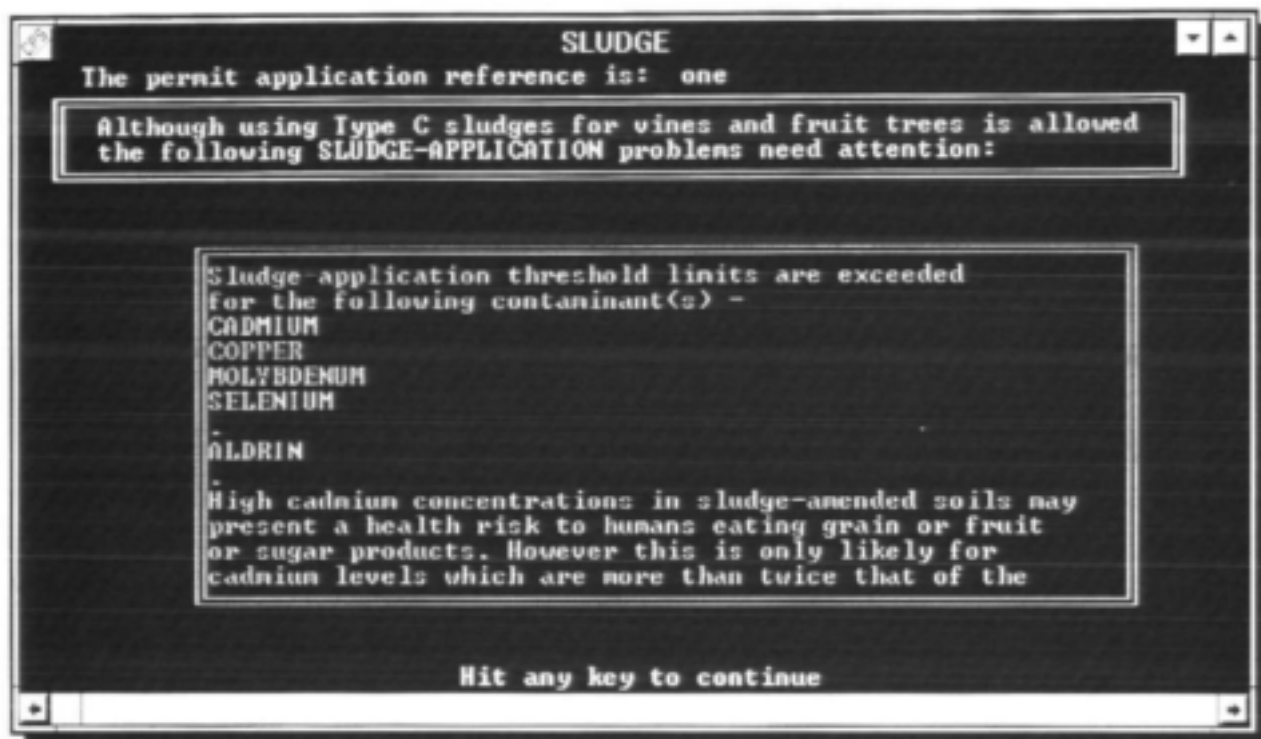 SLUDGE
The permit application reference is: one
Although using Type C sludges for vines and fruit trees is allowed
the following SLUDGE-APPLICATION problems need attention:
Sludge-application threshold limits are exceeded
for the following contaminant(s) -
CADMIUM
COPPER
MOLYBDENUM
SELENIUM
.
ALDRIN
.
High cadmium concentrations in sludge-amended soils may
present a health risk to humans eating grain or fruit
or sugar products. However this is only likely for
cadmium levels which are more than twice that of the
Hit any key to continue